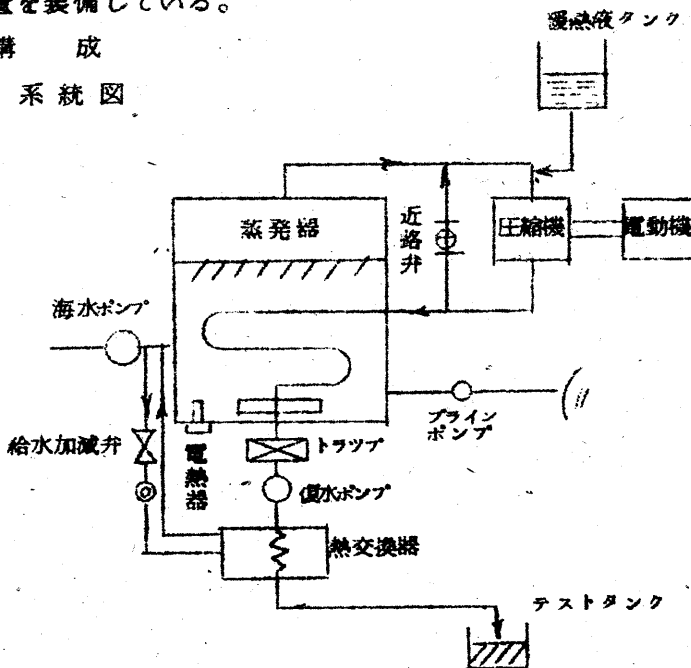 を装備している。
構 成
系統図
暖熱液タンク
蒸発器
近絡弁
圧縮機
電動機
海水ポンプ
ブライン
ポンプ
給水加減弁
電熱器
トラップ
復水ポンプ
熱交換器
テストタンク